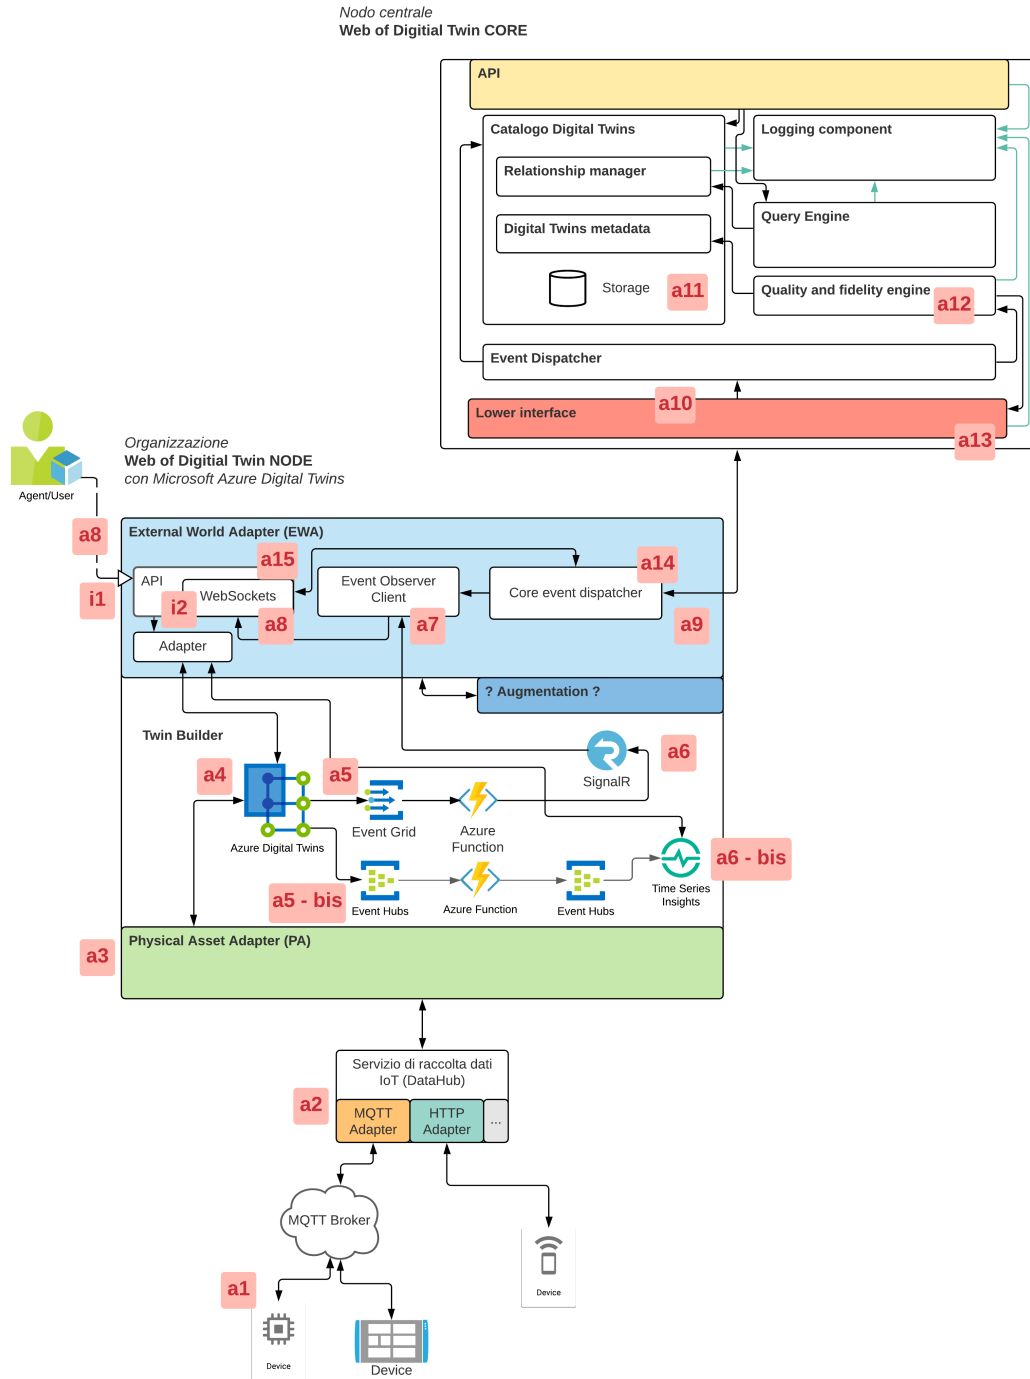 Nodo centrale
Web of Digitial Twin CORE
API
Catalogo Digital Twins
Logging component
Relationship manager
Query Engine
Digital Twins metadata
Storage
a11
Quality and fidelity engine
a12
Event Dispatcher
a10
Lower interface
a13
Organizzazione
Web of Digitial Twin NODE
con Microsoft Azure Digital Twins
Agent/User
a8
i1
External World Adapter (EWA)
a15
a14
API
i2
WebSockets
Event Observer
Client
Core event dispatcher
a8
a7
a9
Adapter
? Augmentation ?
Twin Builder
a4
a5
SignalR
a6
Azure Digital Twins
Event Grid
Azure
Function
a5 - bis
Event Hubs
Azure Function
Event Hubs
Time Series
Insights
a6 - bis
a3
Physical Asset Adapter (PA)
Servizio di raccolta dati
IoT (DataHub)
a2
MQTT
Adapter
HTTP
Adapter
...
MQTT Broker
a1
Device
Device
Device